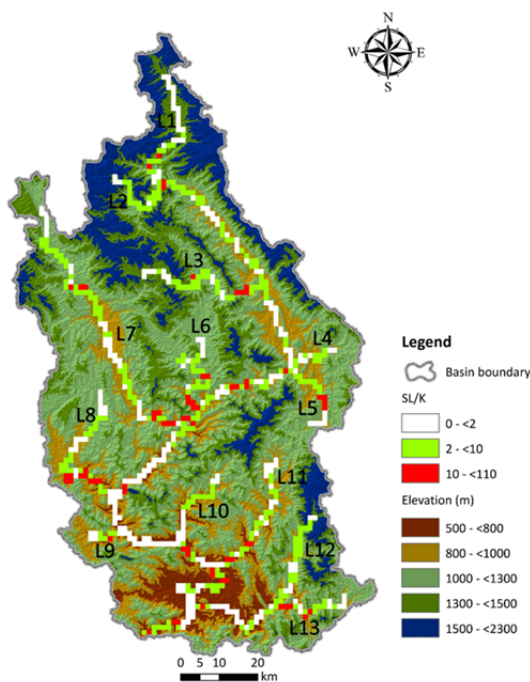 N
W E
S
L1
L2
L3
L6
L7
L4
L5
L8
L11
L10
L9
L12
L13
Legend
Basin boundary
SL/K
0 - <2
2 - <10
10 - <110
Elevation (m)
500 - <800
800 - <1000
1000 - <1300
1300 - <1500
1500 - <2300
0 5 10 20
km